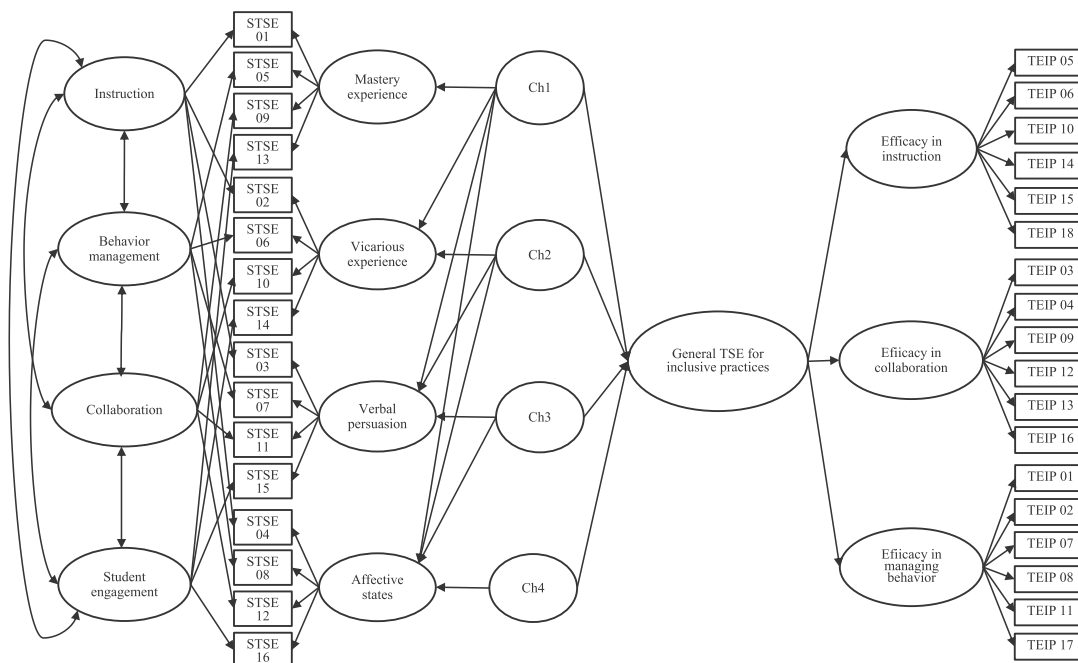 Instruction
Behavior
management
Collaboration
Student
engagement
STSE
01
STSE
05
STSE
09
STSE
13
STSE
02
STSE
06
STSE
10
STSE
14
STSE
03
STSE
07
STSE
11
STSE
15
STSE
04
STSE
08
STSE
12
STSE
16
Mastery
experience
Vicarious
experience
Verbal
persuasion
Affective
states
Ch1
Ch2
Ch3
Ch4
General TSE for
inclusive practices
Efficacy in
instruction
Efiicacy in
collaboration
Efiicacy in
managing
behavior
TEIP 05
TEIP 06
TEIP 10
TEIP 14
TEIP 15
TEIP 18
TEIP 03
TEIP 04
TEIP 09
TEIP 12
TEIP 13
TEIP 16
TEIP 01
TEIP 02
TEIP 07
TEIP 08
TEIP 11
TEIP 17